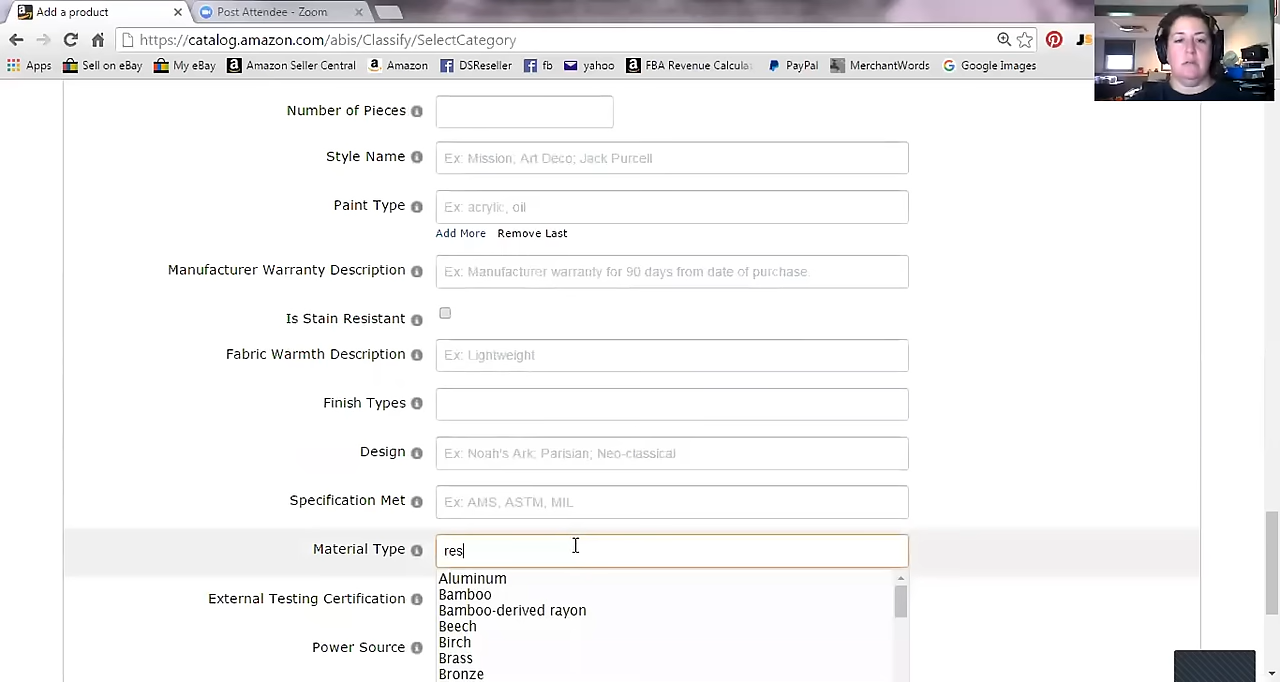 Add a product
Post Attendee - Zoom
https://catalog.amazon.com/abis/Classify/SelectCategory
Apps Sell on eBay My eBay Amazon Seller Central Amazon DSRseller fb yahoo FBA Revenue Calcula PayPal MerchantWords Google Images
Number of Pieces
Style Name Ex: Mission, Art Deco; Jack Purcell
Paint Type Ex: acrylic, oil
Add More Remove Last
Manufacturer Warranty Description Ex: Manufacturer warranty for 90 days from date of purchase.
Is Stain Resistant
Fabric Warmth Description Ex: Lightweight
Finish Types
Design Ex: Noah's Ark; Parisian; Neo-classical
Specification Met Ex: AMS, ASTM, MIL
Material Type res
Aluminum
Bamboo
Bamboo-derived rayon
External Testing Certification
Beech
Birch
Power Source
Brass
Bronze